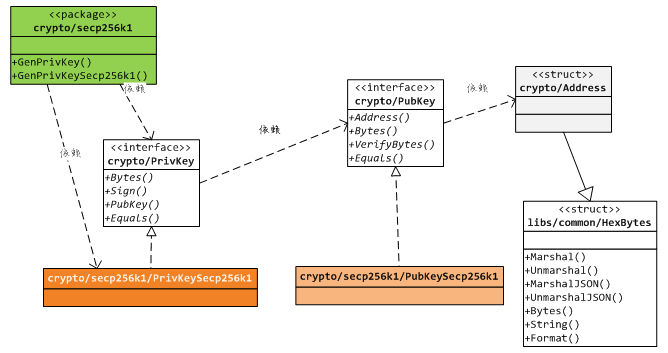 <<package>>
crypto/secp256k1
+GenPrivKey()
+GenPrivKeySecp256k1()
依赖
依赖
<<interface>>
crypto/PrivKey
+Bytes()
+Sign()
+PubKey()
+Equals()
依赖
<<interface>>
crypto/PubKey
+Address()
+Bytes()
+VerifyBytes()
+Equals()
依赖
<<struct>>
crypto/Address
<<struct>>
libs/common/HexBytes
+Marshal()
+Unmarshal()
+MarshalJSON()
+UnmarshalJSON()
+Bytes()
+String()
+Format()
crypto/secp256k1/PrivKeySecp256k1
crypto/secp256k1/PubKeySecp256k1